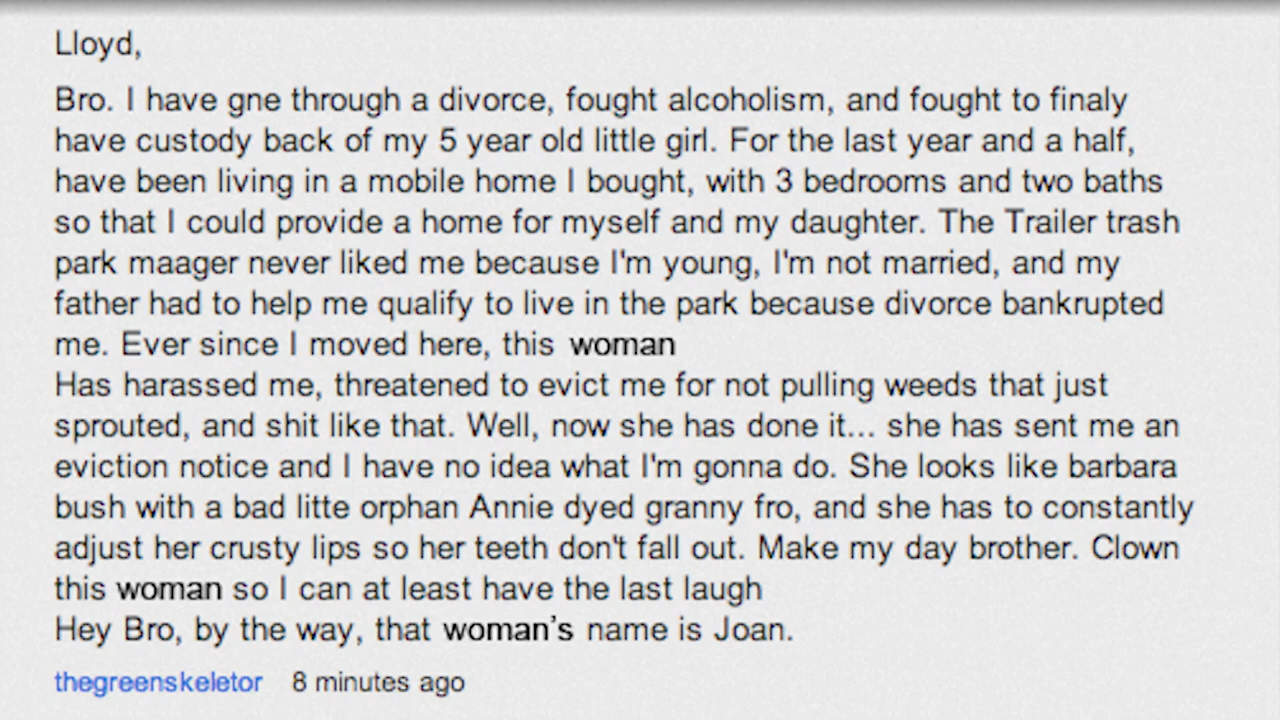 Lloyd,
Bro. I have gne through a divorce, fought alcoholism, and fought to finaly
have custody back of my 5 year old little girl. For the last year and a half,
have been living in a mobile home I bought, with 3 bedrooms and two baths
so that I could provide a home for myself and my daughter. The Trailer trash
park maager never liked me because I'm young, I'm not married, and my
father had to help me qualify to live in the park because divorce bankrupted
me. Ever since I moved here, this woman
Has harassed me, threatened to evict me for not pulling weeds that just
sprouted, and shit like that. Well, now she has done it... she has sent me an
eviction notice and I have no idea what I'm gonna do. She looks like barbara
bush with a bad litte orphan Annie dyed granny fro, and she has to constantly
adjust her crusty lips so her teeth don't fall out. Make my day brother. Clown
this woman so I can at least have the last laugh
Hey Bro, by the way, that woman’s name is Joan.
thegreenskeletor 8 minutes ago